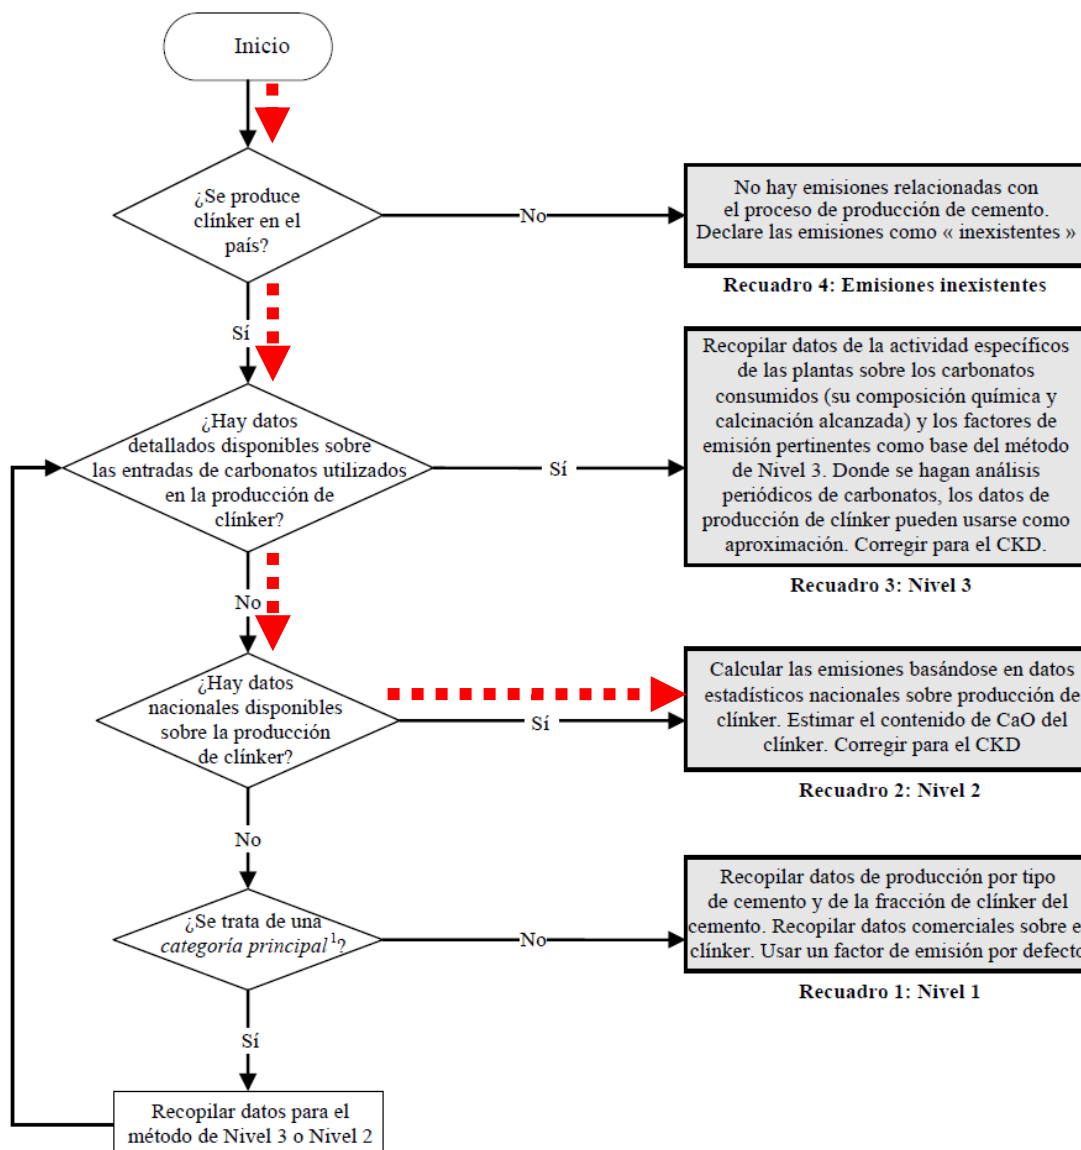 Inicio
¿Se produce
clínker en el
país?
No
No hay emisiones relacionadas con
el proceso de producción de cemento.
Declare las emisiones como « inexistentes »
Recuadro 4: Emisiones inexistentes
Sí
¿Hay datos
detallados disponibles sobre
las entradas de carbonatos utilizados
en la producción de
clínker?
Sí
Recopilar datos de la actividad específicos
de las plantas sobre los carbonatos
consumidos (su composición química y
calcinación alcanzada) y los factores de
emisión pertinentes como base del método
de Nivel 3. Donde se hagan análisis
periódicos de carbonatos, los datos de
producción de clínker pueden usarse como
aproximación. Corregir para el CKD.
Recuadro 3: Nivel 3
No
¿Hay datos
nacionales disponibles
sobre la producción
de clínker?
Sí
Calcular las emisiones basándose en datos
estadísticos nacionales sobre producción de
clínker. Estimar el contenido de CaO del
clínker. Corregir para el CKD
Recuadro 2: Nivel 2
No
¿Se trata de una
categoría principal¹?
No
Recopilar datos de producción por tipo
de cemento y de la fracción de clínker del
cemento. Recopilar datos comerciales sobre e
clínker. Usar un factor de emisión por defecto
Recuadro 1: Nivel 1
Sí
Recopilar datos para el
método de Nivel 3 o Nivel 2